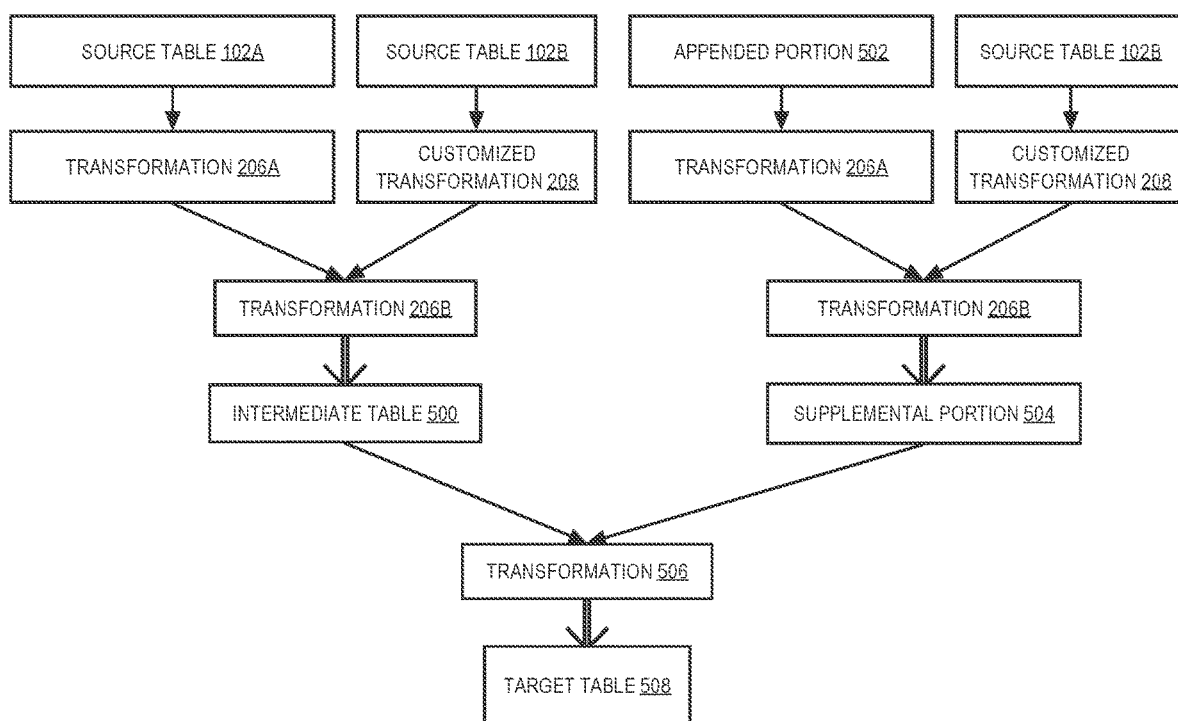 SOURCE TABLE 102A
SOURCE TABLE 102B
APPENDED PORTION 502
SOURCE TABLE 102B
TRANSFORMATION 206A
CUSTOMIZED
TRANSFORMATION 208
TRANSFORMATION 206A
CUSTOMIZED
TRANSFORMATION 208
TRANSFORMATION 206B
TRANSFORMATION 206B
INTERMEDIATE TABLE 500
SUPPLEMENTAL PORTION 504
TRANSFORMATION 506
TARGET TABLE 508